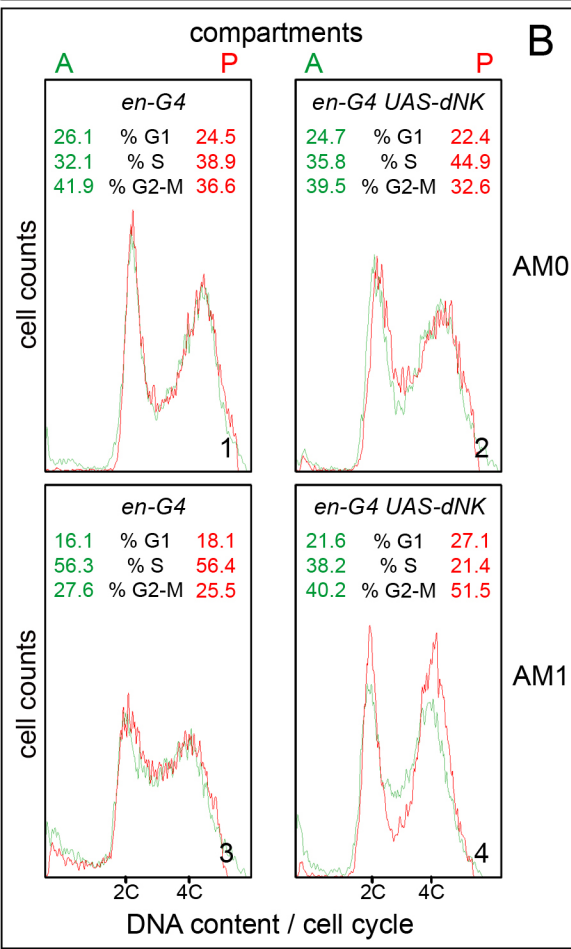 compartments
B
A P
A P
en-G4
26.1 % G1 24.5
32.1 % S 38.9
41.9 % G2-M 36.6
cell counts
1
en-G4 UAS-dNK
24.7 % G1 22.4
35.8 % S 44.9
39.5 % G2-M 32.6
2
AM0
en-G4
16.1 % G1 18.1
56.3 % S 56.4
27.6 % G2-M 25.5
cell counts
3
2C 4C
en-G4 UAS-dNK
21.6 % G1 27.1
38.2 % S 21.4
40.2 % G2-M 51.5
4
2C 4C
AM1
DNA content / cell cycle